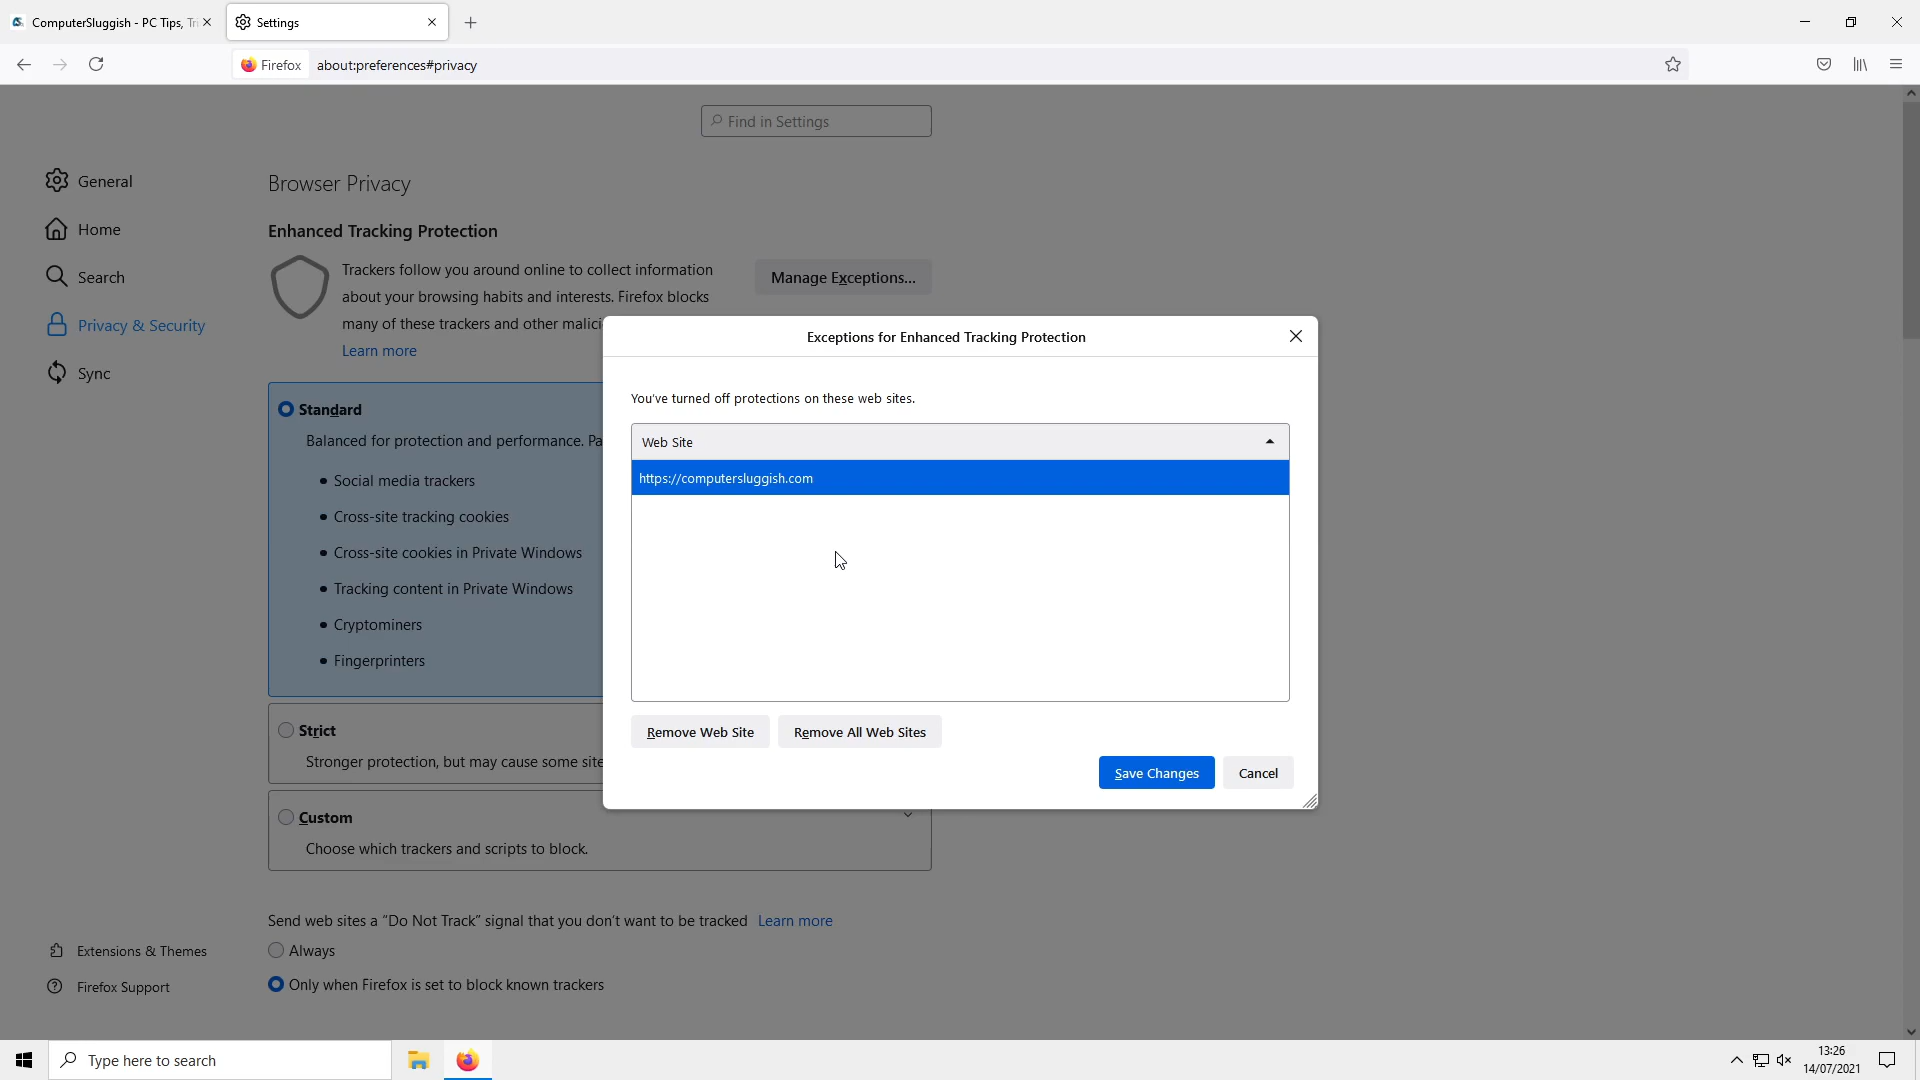 ComputerSluggish - PC Tips, Tri
Settings
Firefox
about:preferences#privacy
Find in Settings
General
Home
Search
Privacy & Security
Sync
Browser Privacy
Enhanced Tracking Protection
Trackers follow you around online to collect information
about your browsing habits and interests. Firefox blocks
many of these trackers and other malici
Learn more
Manage Exceptions...
Standard
Balanced for protection and performance. Pa
Social media trackers
Cross-site tracking cookies
Cross-site cookies in Private Windows
Tracking content in Private Windows
Cryptominers
Fingerprinters
Strict
Stronger protection, but may cause some site
Custom
Choose which trackers and scripts to block.
Exceptions for Enhanced Tracking Protection
You've turned off protections on these web sites.
Web Site
https://computersluggish.com
Remove Web Site
Remove All Web Sites
Save Changes
Cancel
Send web sites a “Do Not Track” signal that you don't want to be tracked Learn more
Always
Only when Firefox is set to block known trackers
Extensions & Themes
Firefox Support
Type here to search
13:26
14/07/2021